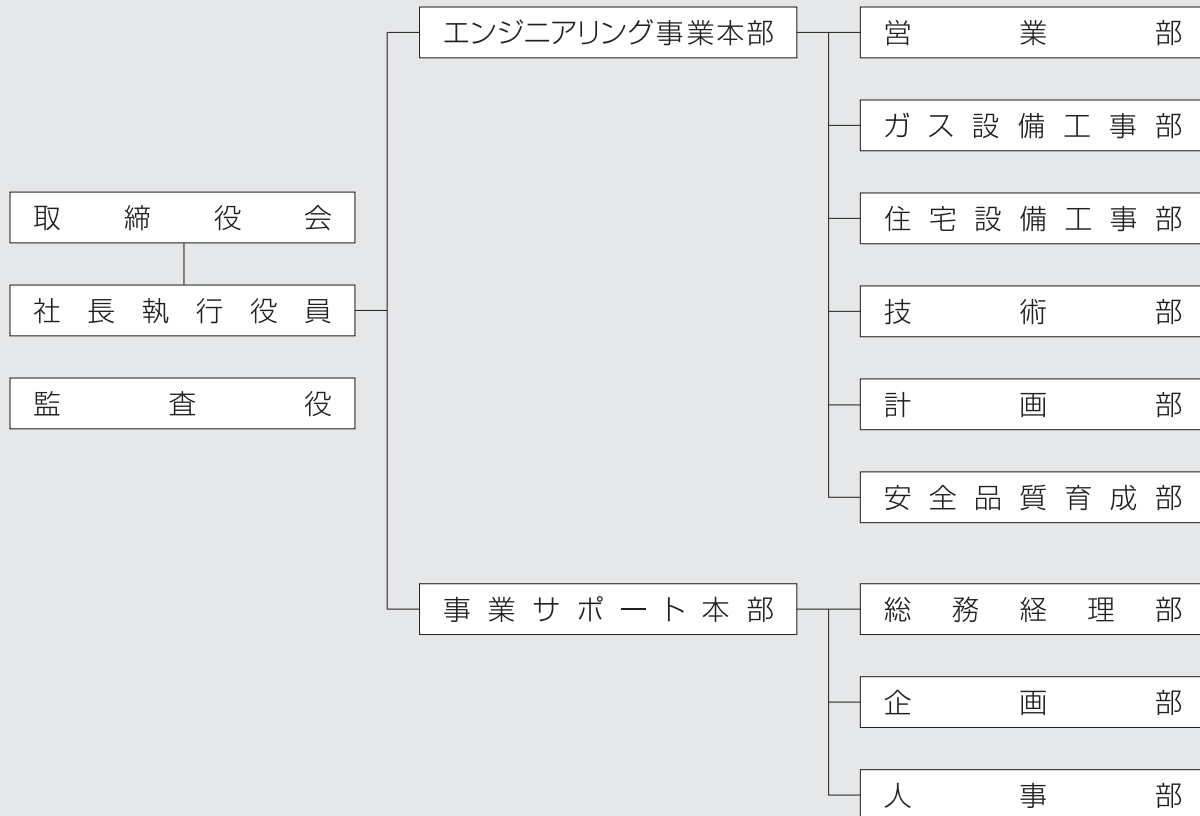 取締役会
社長執行役員
監査役
エンジニアリング事業本部
営業部
ガス設備工事部
住宅設備工事部
技術部
計画部
安全品質育成部
事業サポート本部
総務経理部
企画部
人事部